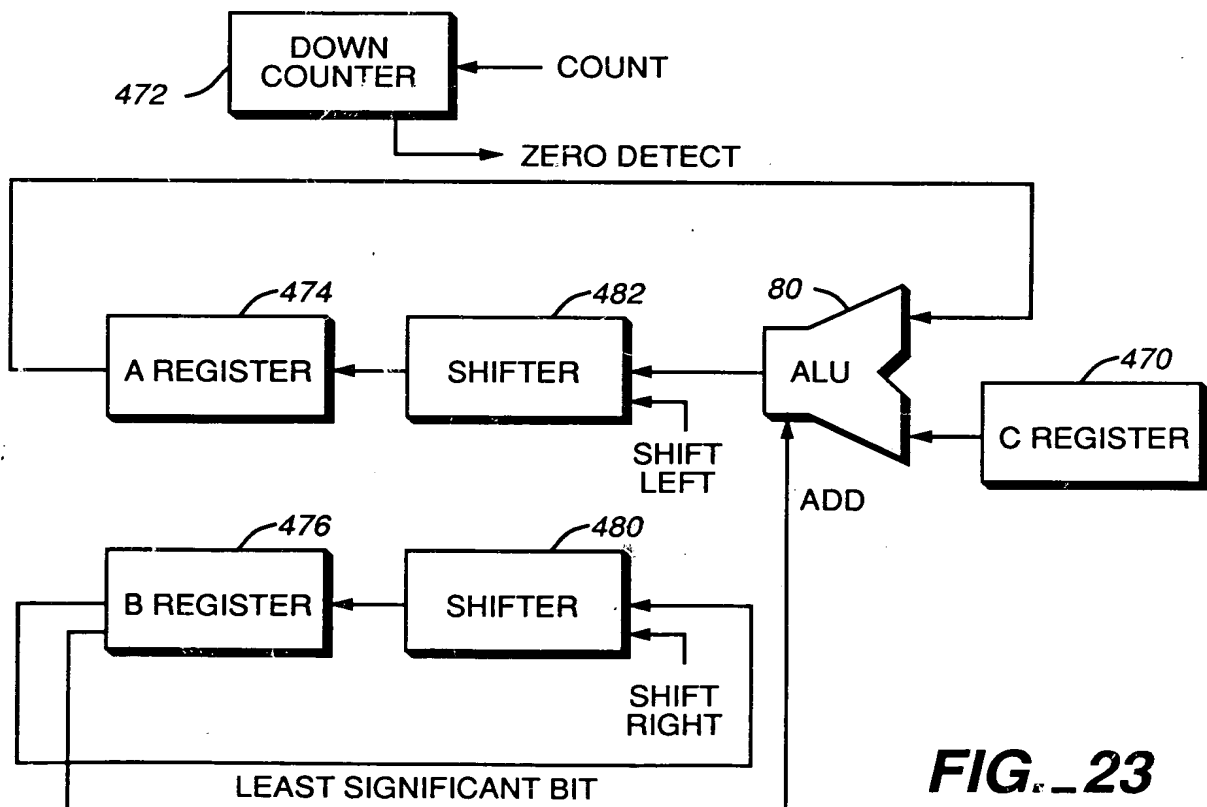 DOWN
COUNTER
COUNT
472
ZERO DETECT
474
482
80
A REGISTER
SHIFTER
ALU
470
C REGISTER
SHIFT
LEFT
ADD
476
480
B REGISTER
SHIFTER
SHIFT
RIGHT
LEAST SIGNIFICANT BIT
FIG._23